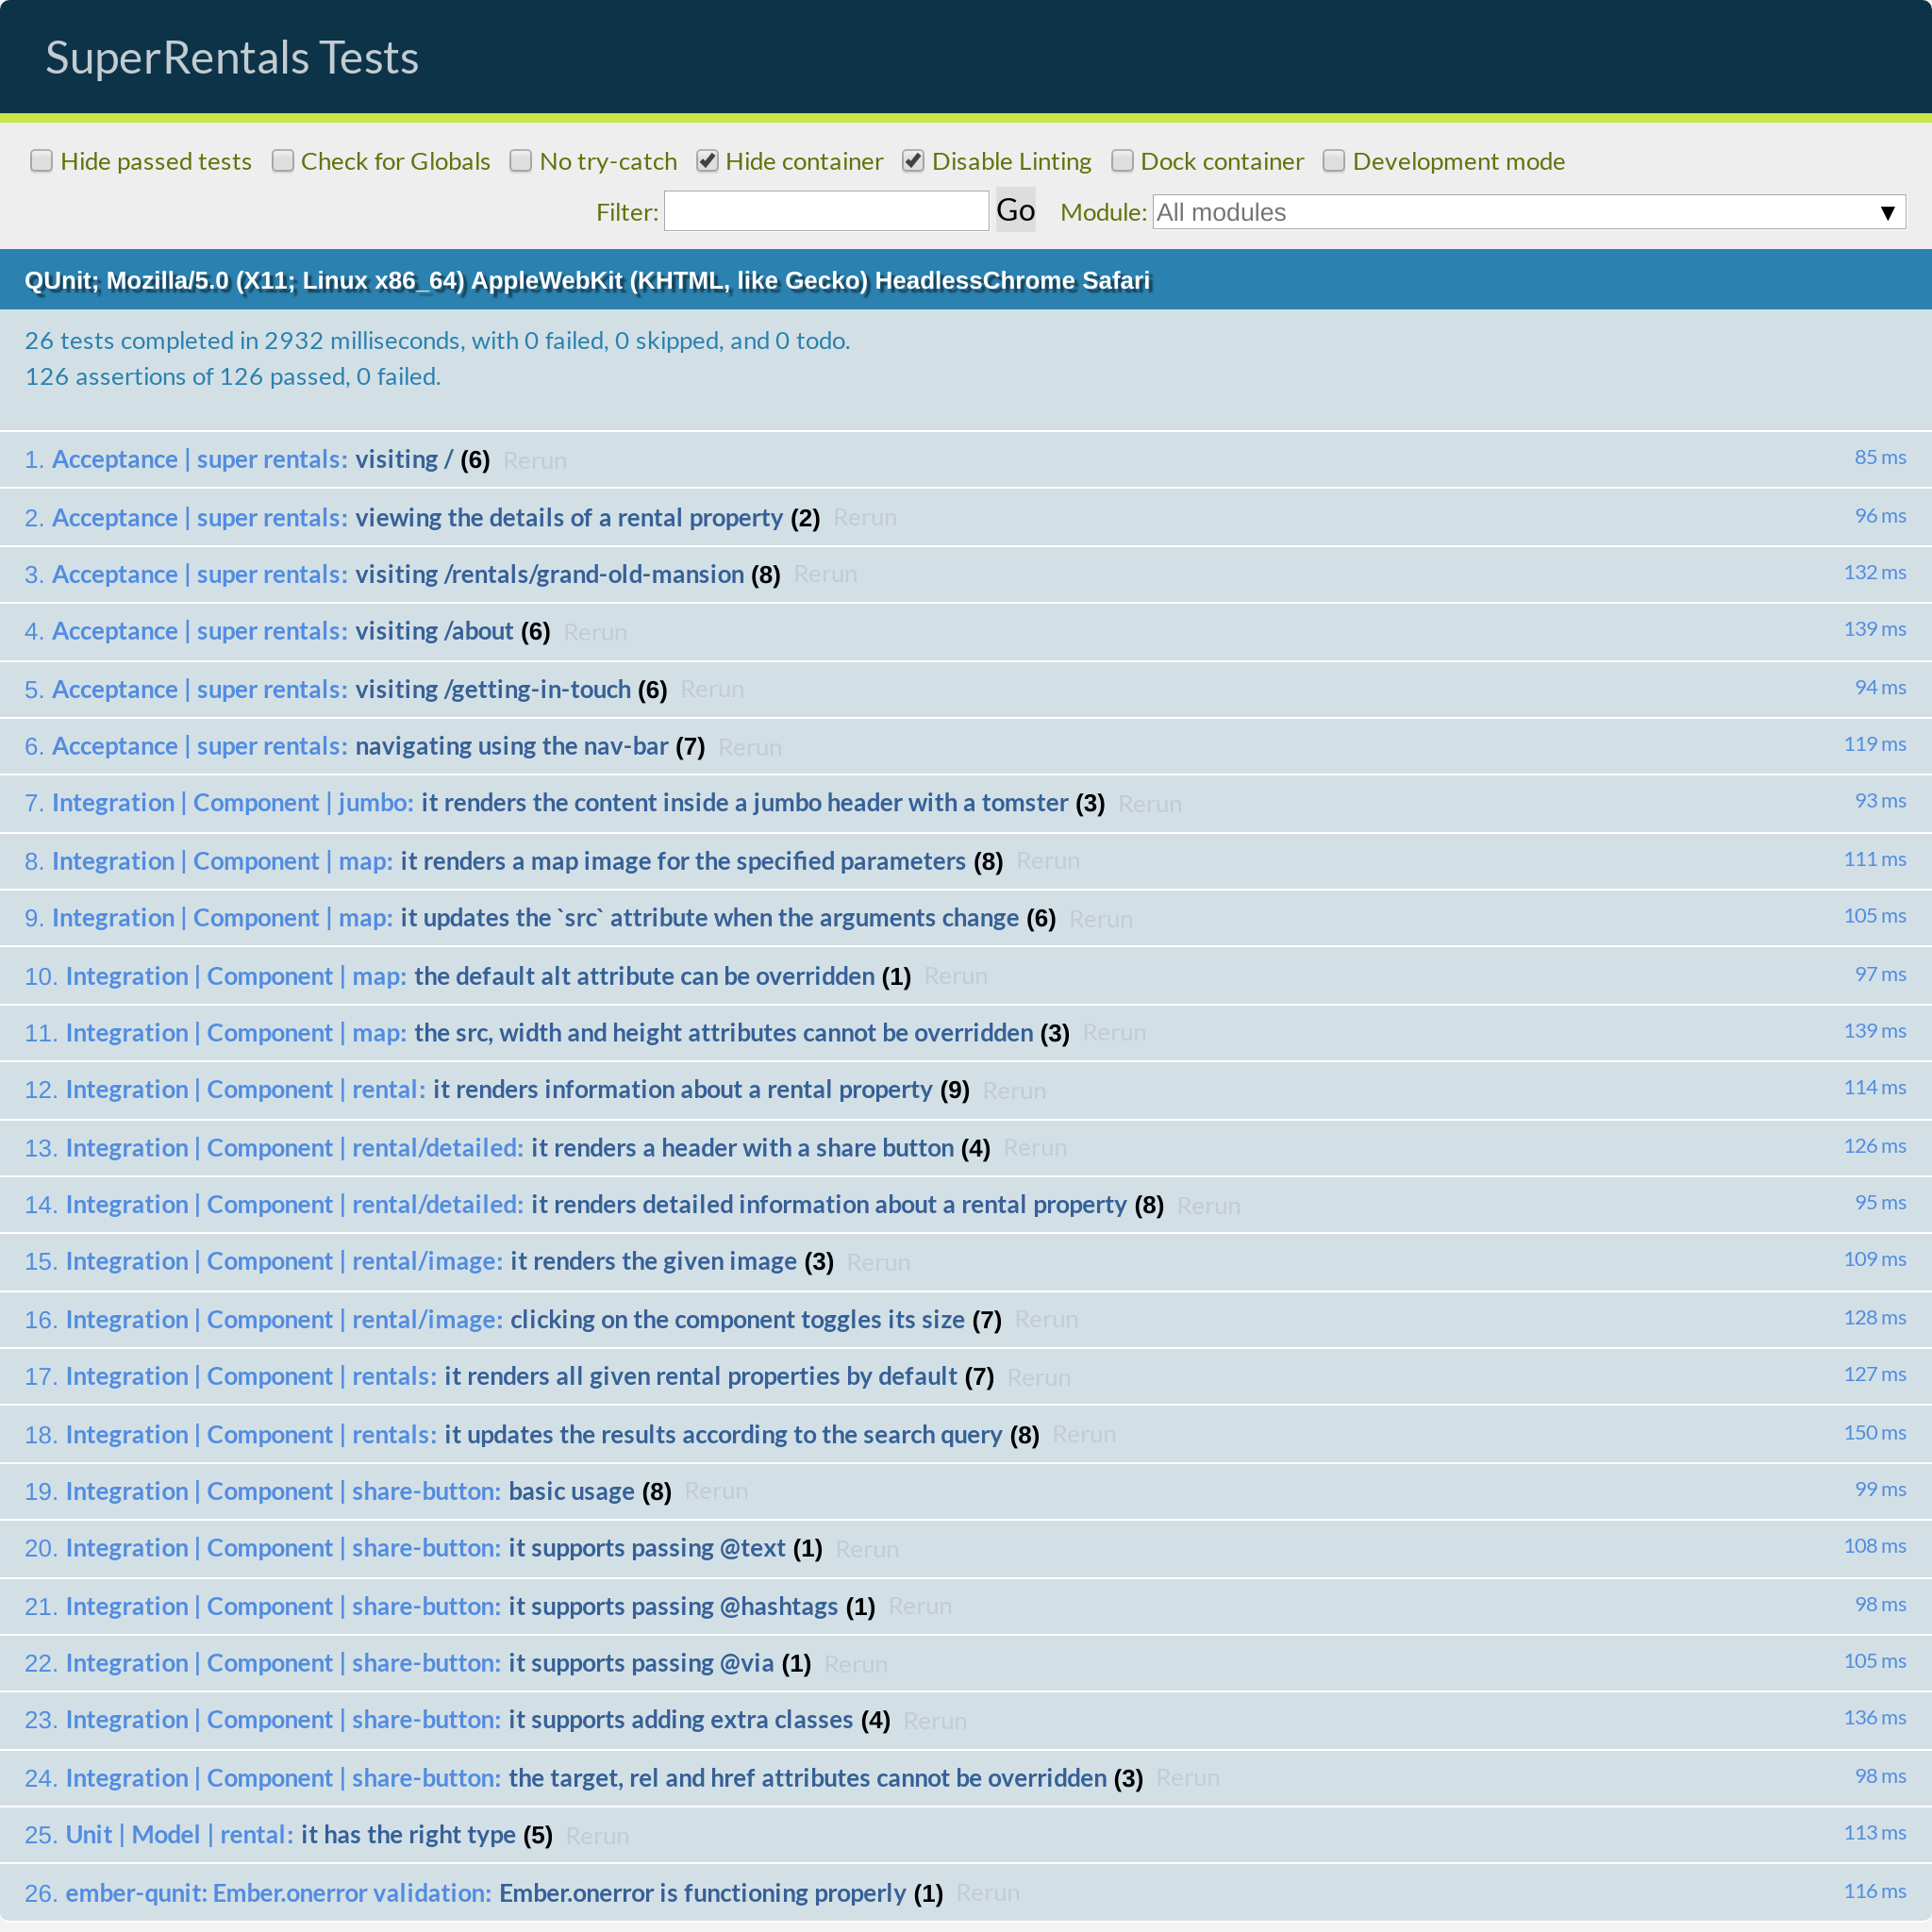 SuperRentals Tests
Hide passed tests Check for Globals No try-catch Hide container Disable Linting Dock container Development mode
Filter: Go Module: All modules ▼
QUnit; Mozilla/5.0 (X11; Linux x86_64) AppleWebKit (KHTML, like Gecko) HeadlessChrome Safari
26 tests completed in 2932 milliseconds, with 0 failed, 0 skipped, and 0 todo.
126 assertions of 126 passed, 0 failed.
1. Acceptance | super rentals: visiting / (6) Rerun 85 ms
2. Acceptance | super rentals: viewing the details of a rental property (2) Rerun 96 ms
3. Acceptance | super rentals: visiting /rentals/grand-old-mansion (8) Rerun 132 ms
4. Acceptance | super rentals: visiting /about (6) Rerun 139 ms
5. Acceptance | super rentals: visiting /getting-in-touch (6) Rerun 94 ms
6. Acceptance | super rentals: navigating using the nav-bar (7) Rerun 119 ms
7. Integration | Component | jumbo: it renders the content inside a jumbo header with a tomster (3) Rerun 93 ms
8. Integration | Component | map: it renders a map image for the specified parameters (8) Rerun 111 ms
9. Integration | Component | map: it updates the `src` attribute when the arguments change (6) Rerun 105 ms
10. Integration | Component | map: the default alt attribute can be overridden (1) Rerun 97 ms
11. Integration | Component | map: the src, width and height attributes cannot be overridden (3) Rerun 139 ms
12. Integration | Component | rental: it renders information about a rental property (9) Rerun 114 ms
13. Integration | Component | rental/detailed: it renders a header with a share button (4) Rerun 126 ms
14. Integration | Component | rental/detailed: it renders detailed information about a rental property (8) Rerun 95 ms
15. Integration | Component | rental/image: it renders the given image (3) Rerun 109 ms
16. Integration | Component | rental/image: clicking on the component toggles its size (7) Rerun 128 ms
17. Integration | Component | rentals: it renders all given rental properties by default (7) Rerun 127 ms
18. Integration | Component | rentals: it updates the results according to the search query (8) Rerun 150 ms
19. Integration | Component | share-button: basic usage (8) Rerun 99 ms
20. Integration | Component | share-button: it supports passing @text (1) Rerun 108 ms
21. Integration | Component | share-button: it supports passing @hashtags (1) Rerun 98 ms
22. Integration | Component | share-button: it supports passing @via (1) Rerun 105 ms
23. Integration | Component | share-button: it supports adding extra classes (4) Rerun 136 ms
24. Integration | Component | share-button: the target, rel and href attributes cannot be overridden (3) Rerun 98 ms
25. Unit | Model | rental: it has the right type (5) Rerun 113 ms
26. ember-qunit: Ember.onerror validation: Ember.onerror is functioning properly (1) Rerun 116 ms